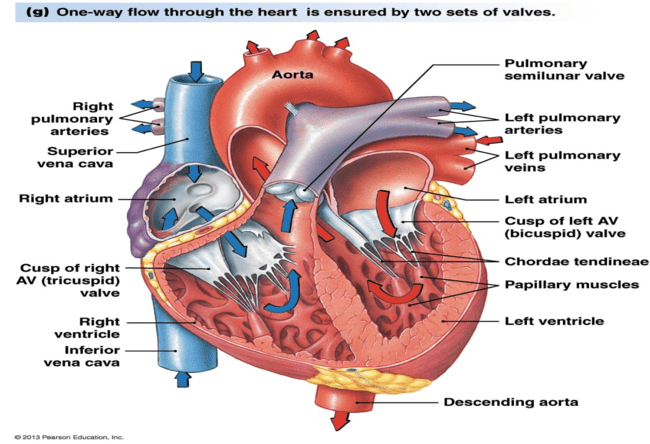 (g) One-way flow through the heart is ensured by two sets of valves.
Aorta
Right
pulmonary
arteries
Superior
vena cava
Right atrium
Cusp of right
AV (tricuspid)
valve
Right
ventricle
Inferior
vena cava
Pulmonary
semilunar valve
Left pulmonary
arteries
Left pulmonary
veins
Left atrium
Cusp of left AV
(bicuspid) valve
Chordae tendineae
Papillary muscles
Left ventricle
Descending aorta
© 2013 Pearson Education, Inc.